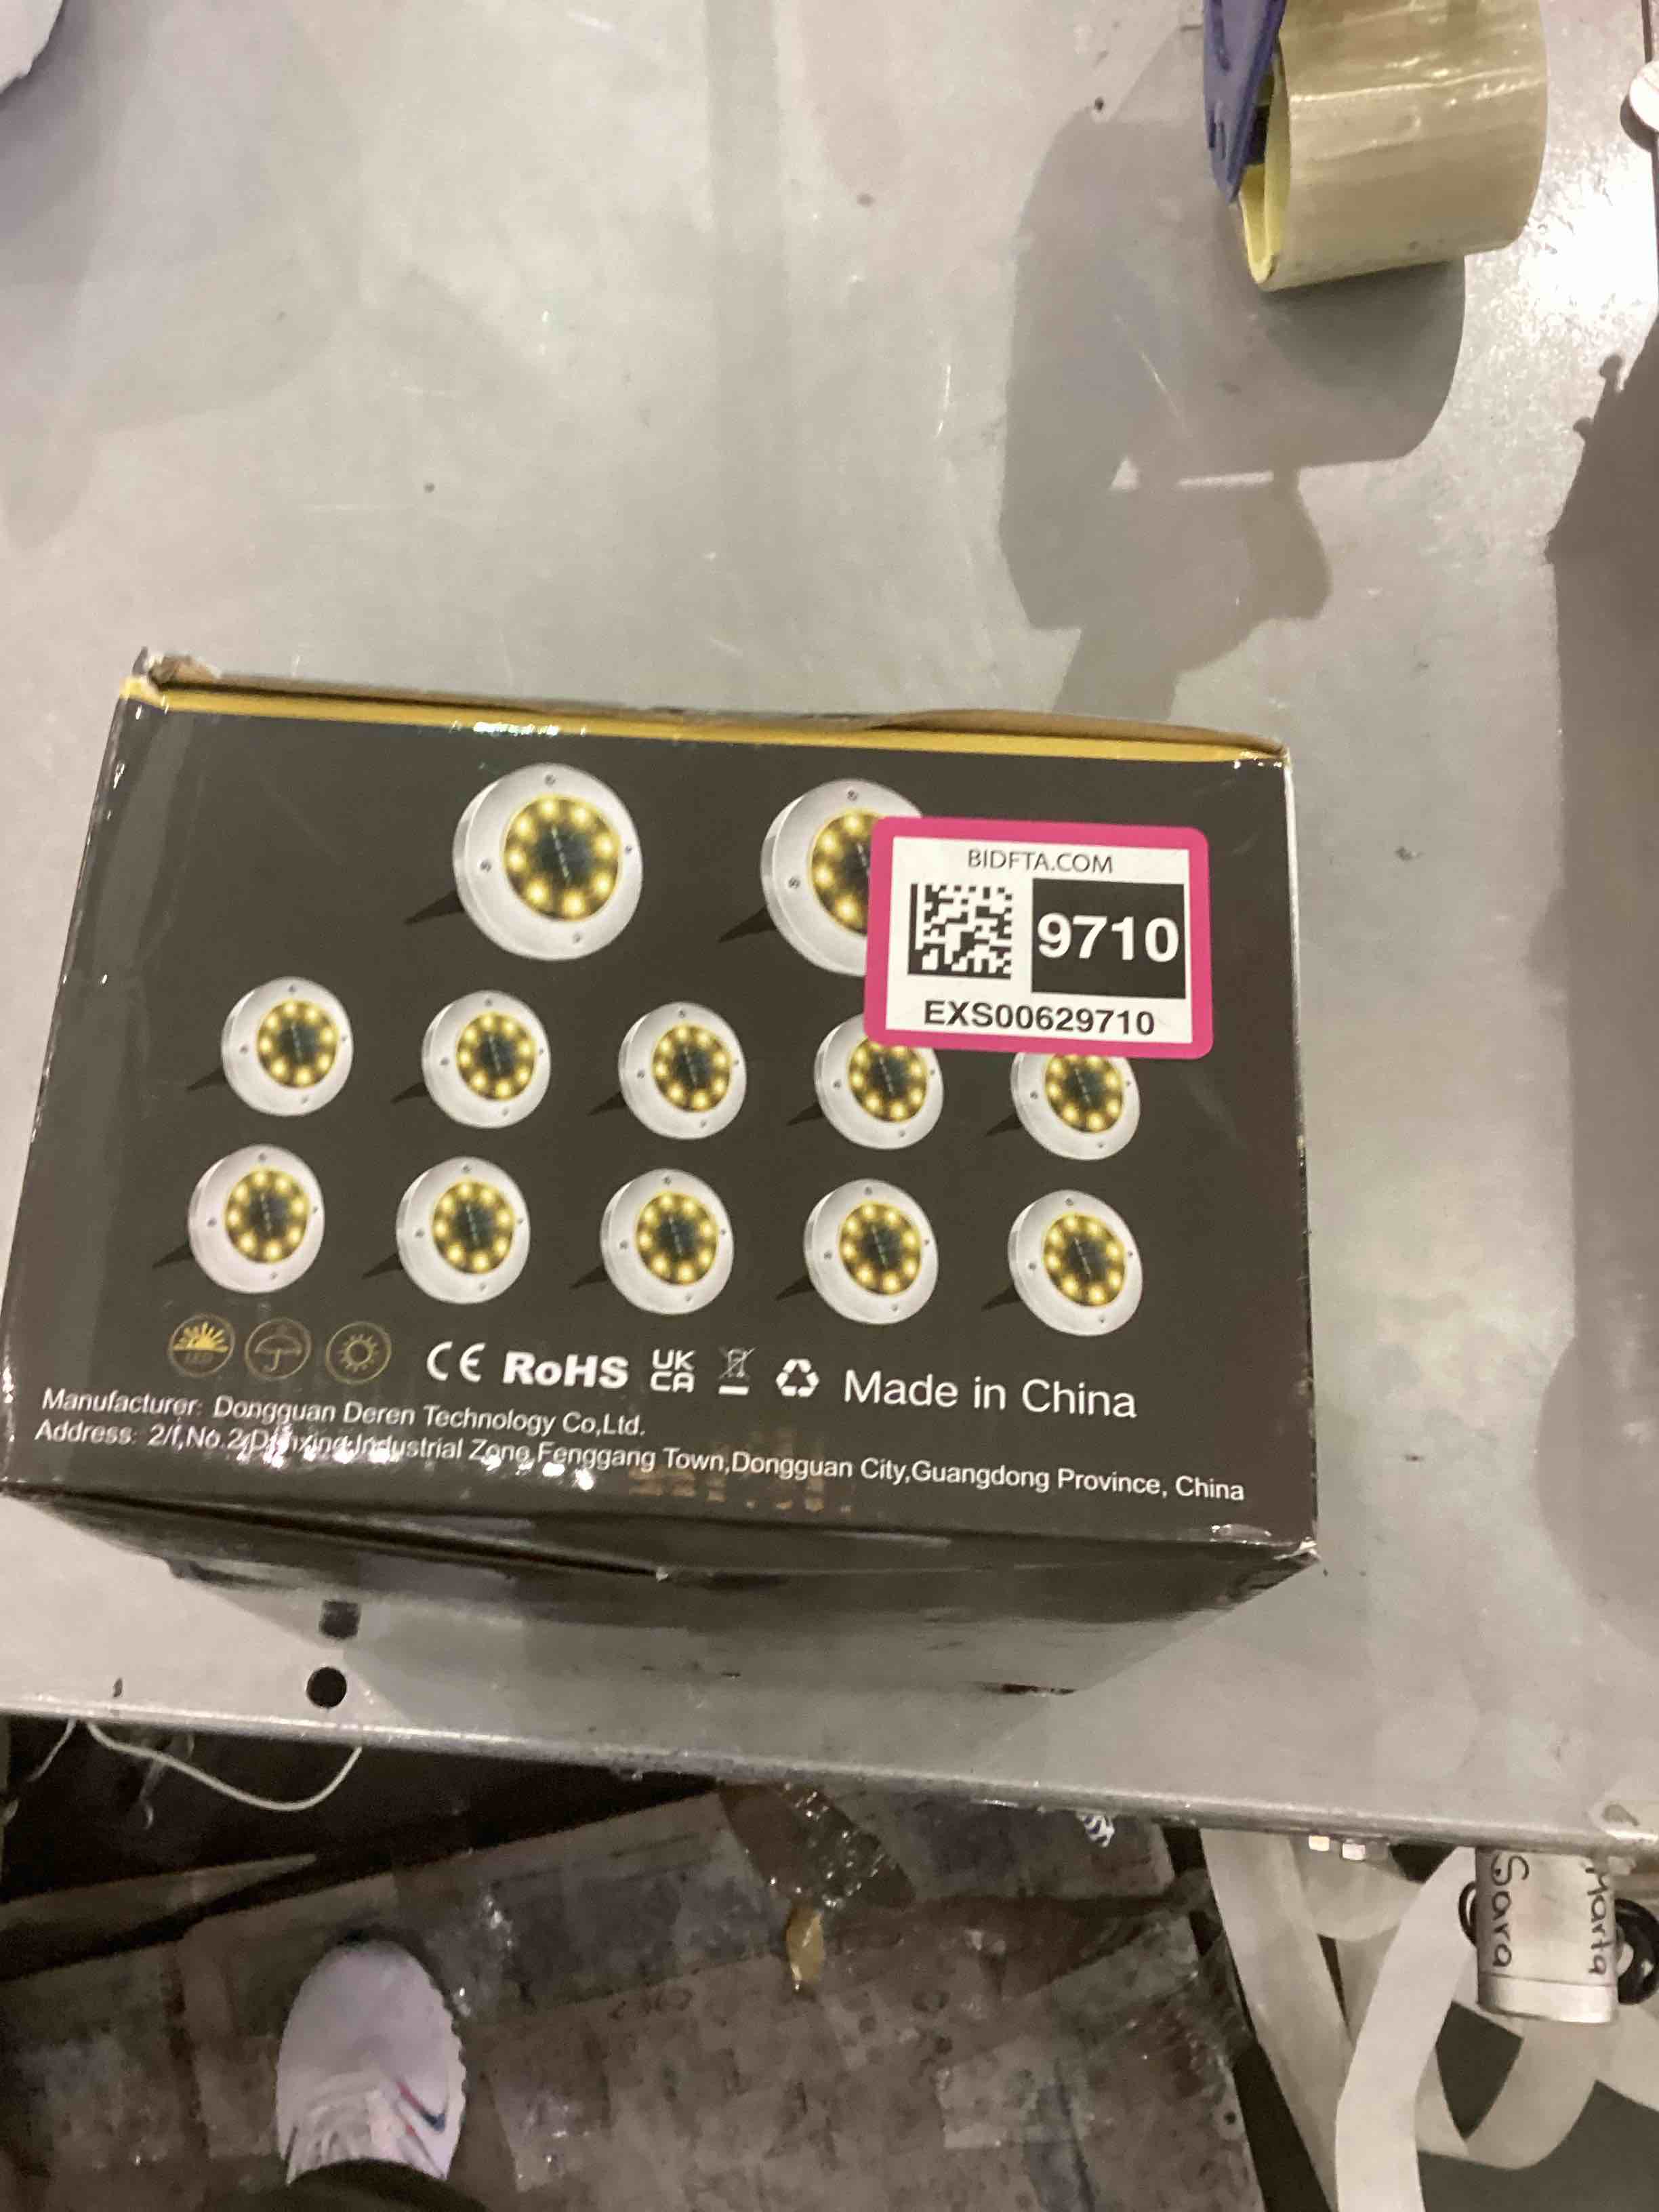 BIDFTA.COM
9710
EXS00629710
CE RoHS UK CA Made in China
Manufacturer: Dongguan Deren Technology Co,Ltd.
Address: 2/f,No.2, Industrial Zone,Fenggang Town,Dongguan City,Guangdong Province, China
Sara
Marta